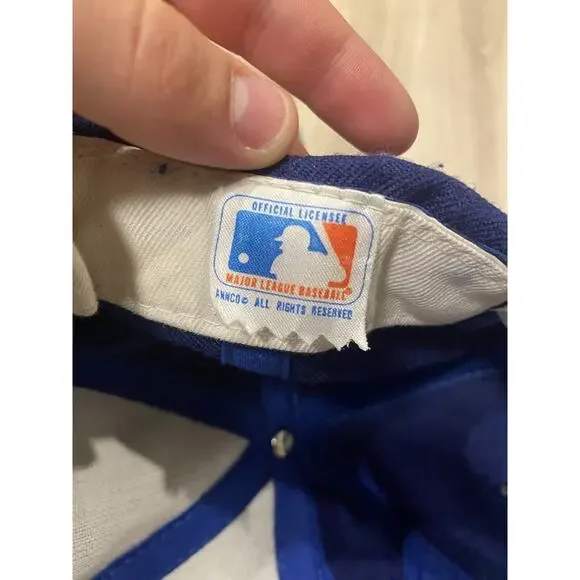 OFFICIAL LICENSEE
MAJOR LEAGUE BASEBALL
ANNCO© ALL RIGHTS RESERVED